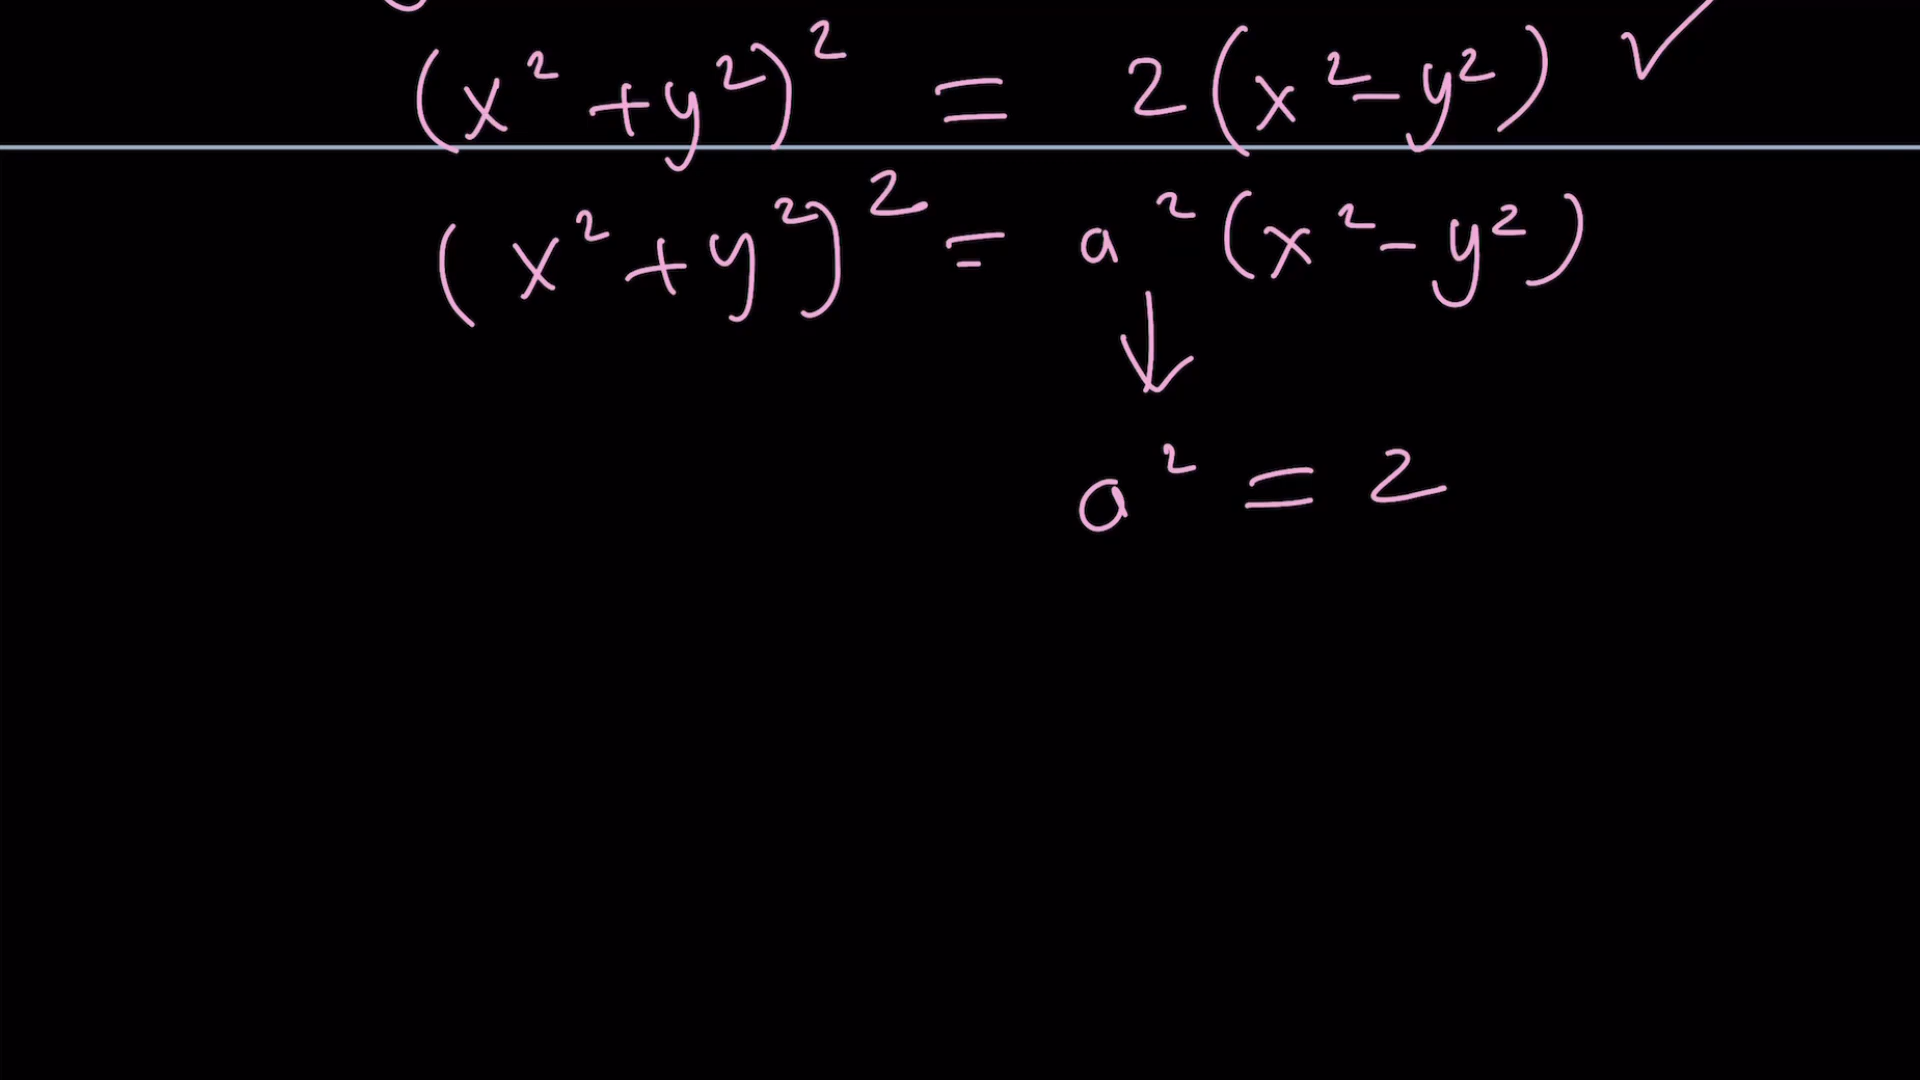 (x² + y²)² = 2(x² - y²) ✓
(x² + y²)² = a²(x² - y²)
↓
a² = 2